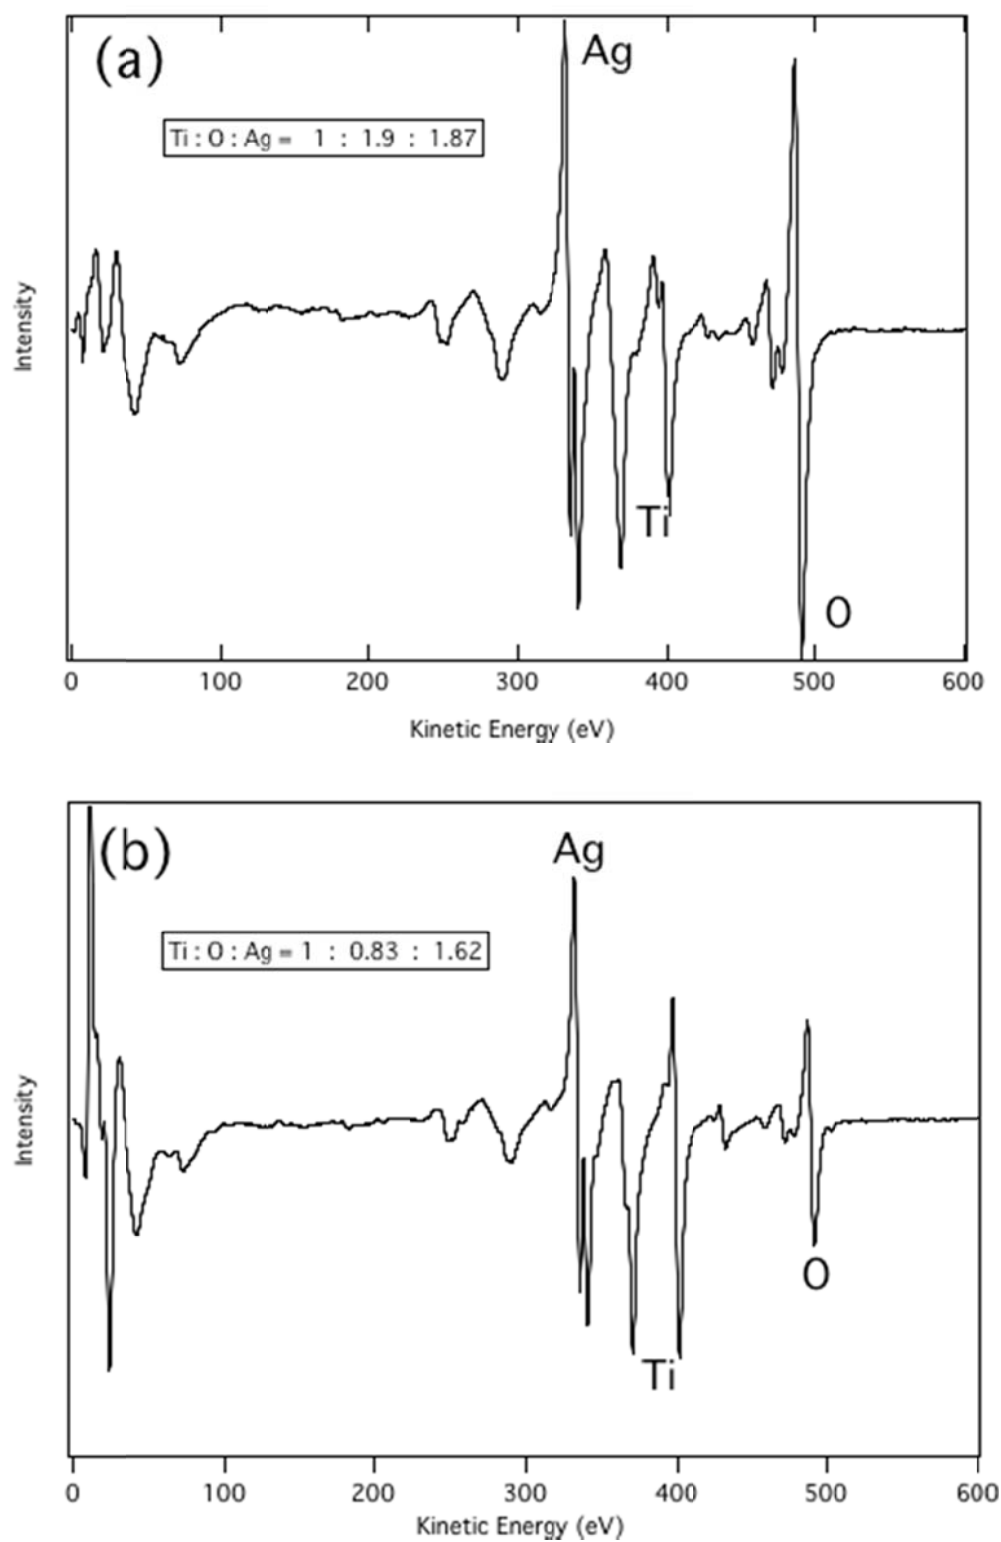 (a)
Ag
Ti : O : Ag = 1 : 1.9 : 1.87
Intensity
Ti
O
0 100 200 300 400 500 600
Kinetic Energy (eV)
(b)
Ag
Ti : O : Ag = 1 : 0.83 : 1.62
Intensity
O
Ti
0 100 200 300 400 500 600
Kinetic Energy (eV)